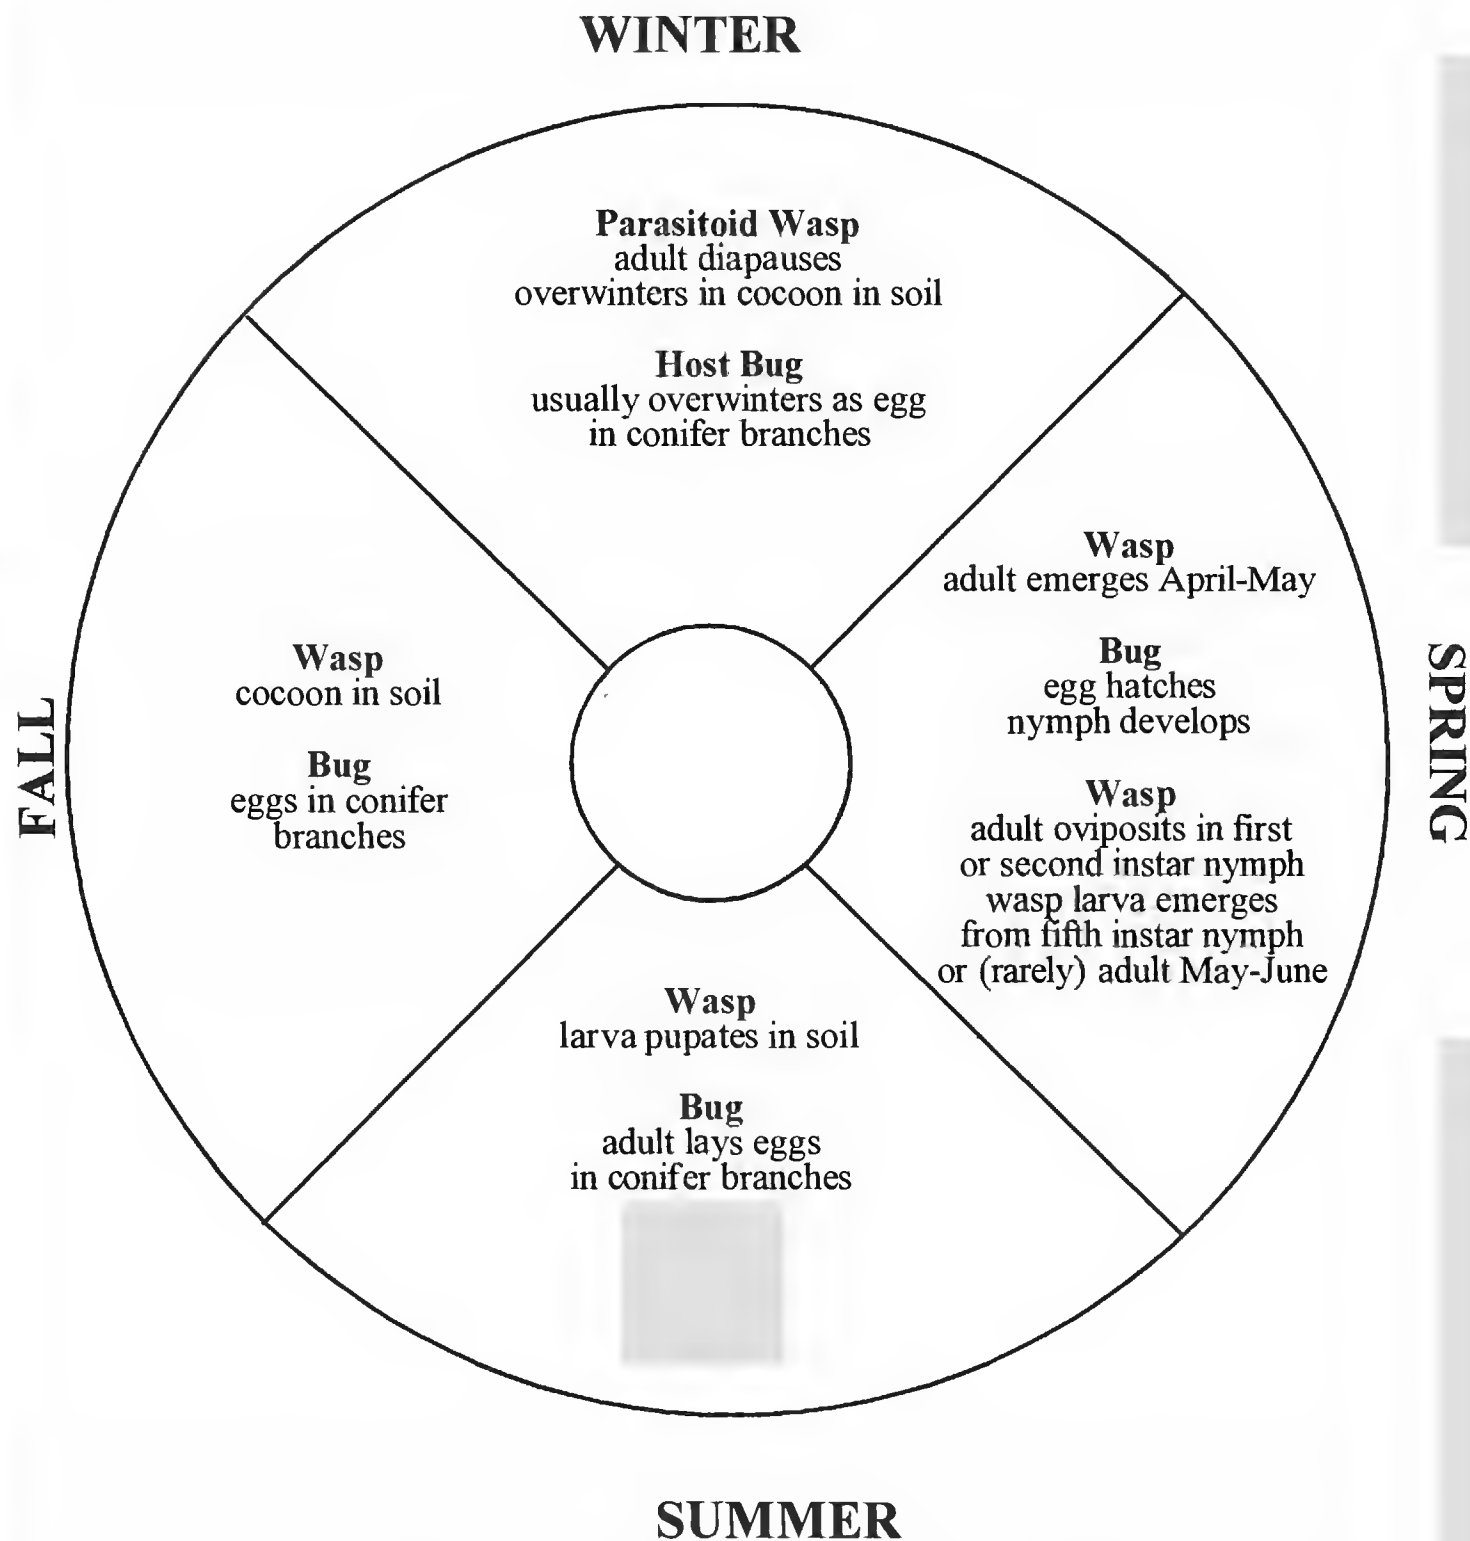 WINTER
Parasitoid Wasp
adult diapauses
overwinters in cocoon in soil
Host Bug
usually overwinters as egg
in conifer branches
Wasp
adult emerges April-May
Bug
egg hatches
nymph develops
Wasp
adult oviposits in first
or second instar nymph
wasp larva emerges
from fifth instar nymph
or (rarely) adult May-June
SPRING
Wasp
larva pupates in soil
Bug
adult lays eggs
in conifer branches
SUMMER
Wasp
cocoon in soil
Bug
eggs in conifer
branches
FALL